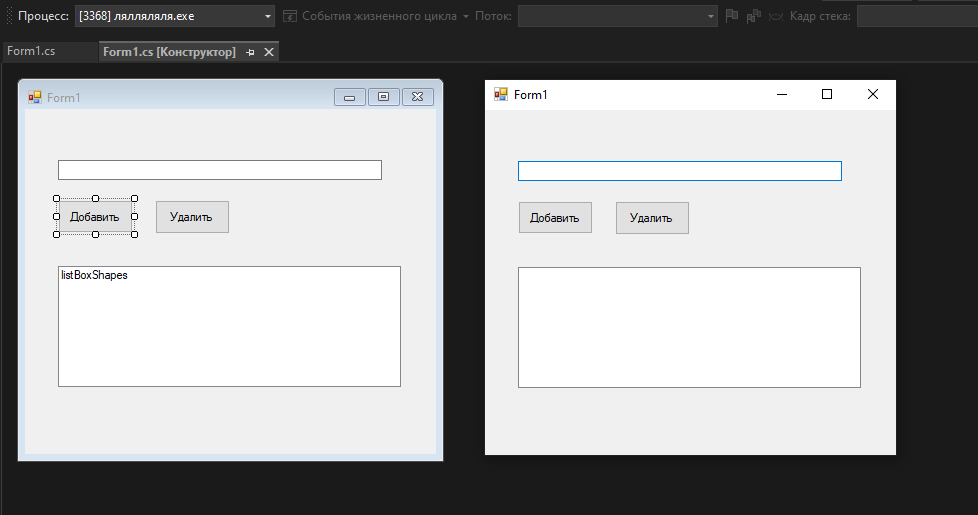 Процесс: [3368] ляпляляля.exe События жизненного цикла Поток: Кадр стека:
Form1.cs Form1.cs [Конструктор]
Form1
Добавить Удалить
listBoxShapes
Form1
Добавить Удалить